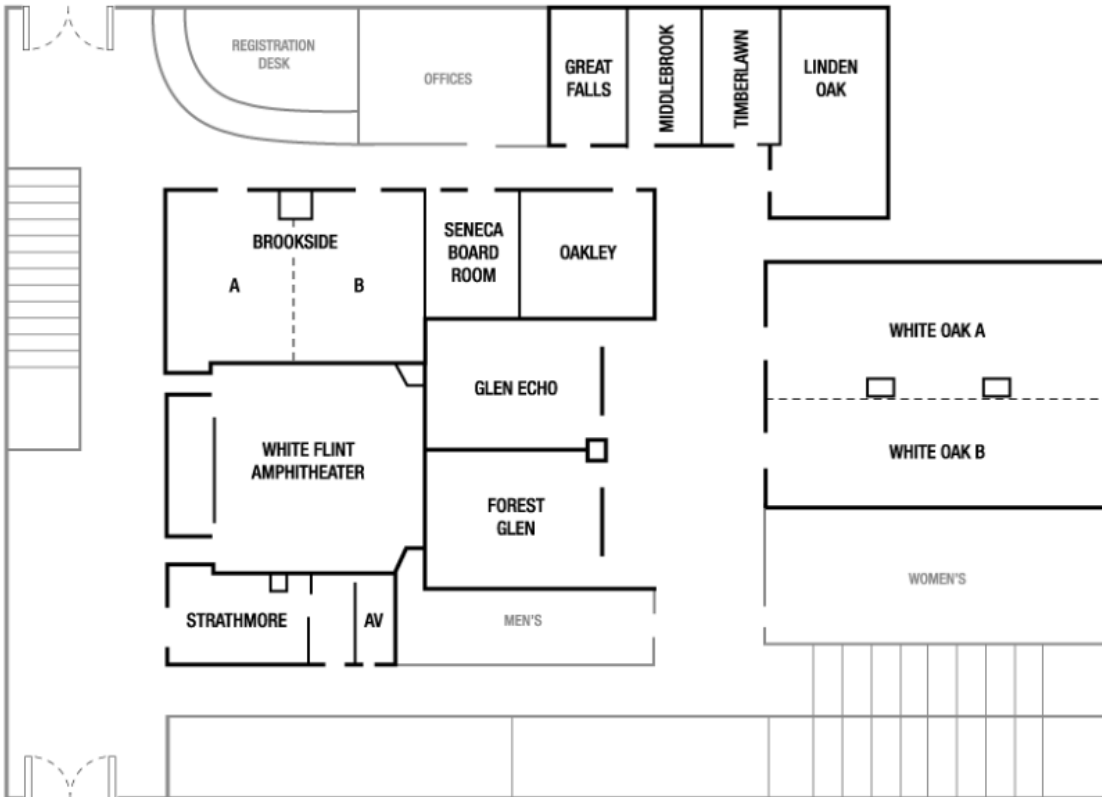 REGISTRATION
DESK
OFFICES
GREAT
FALLS
MIDDLEBROOK
TIMBERLAWN
LINDEN
OAK
BROOKSIDE
A
B
SENECA
BOARD
ROOM
OAKLEY
WHITE OAK A
GLEN ECHO
WHITE FLINT
AMPHITHEATER
WHITE OAK B
FOREST
GLEN
WOMEN'S
STRATHMORE
AV
MEN'S